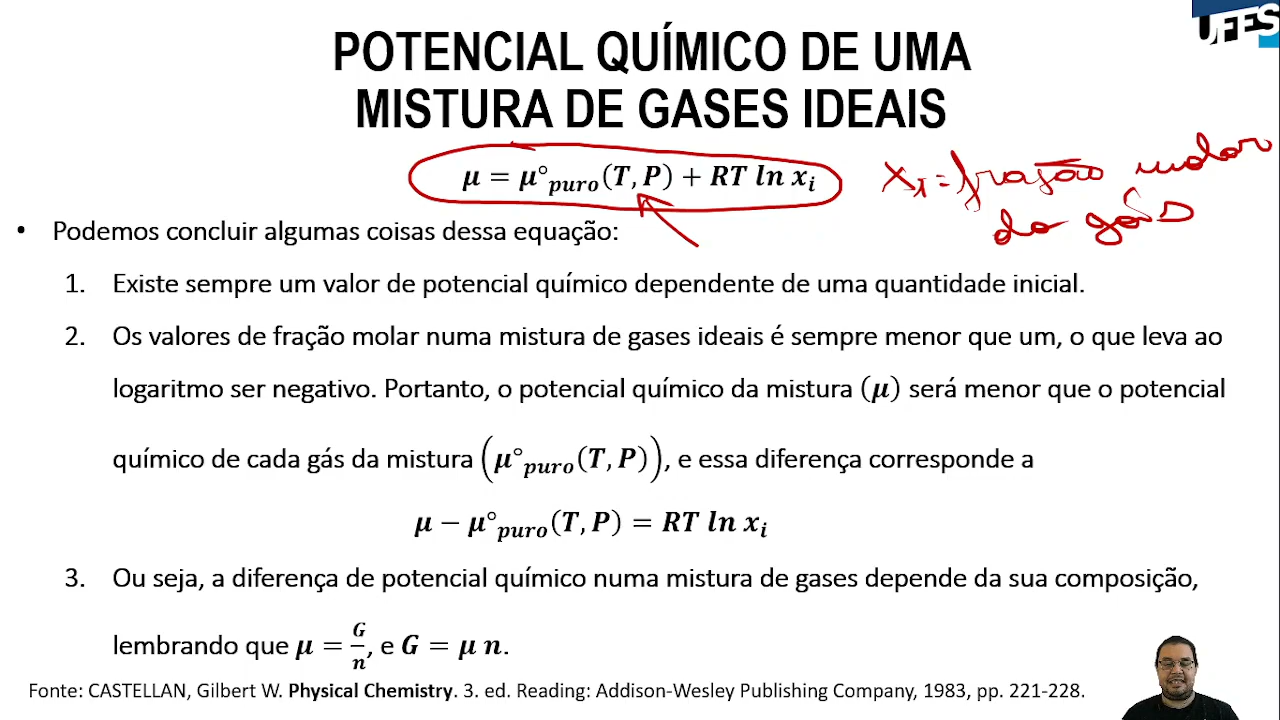 UFES
POTENCIAL QUÍMICO DE UMA
MISTURA DE GASES IDEAIS
μ = μ°puro(T, P) + RT ln xi
xi = fração molar
do gás
• Podemos concluir algumas coisas dessa equação:
1. Existe sempre um valor de potencial químico dependente de uma quantidade inicial.
2. Os valores de fração molar numa mistura de gases ideais é sempre menor que um, o que leva ao
logaritmo ser negativo. Portanto, o potencial químico da mistura (μ) será menor que o potencial
químico de cada gás da mistura (μ°puro(T, P)), e essa diferença corresponde a
μ − μ°puro(T, P) = RT ln xi
3. Ou seja, a diferença de potencial químico numa mistura de gases depende da sua composição,
lembrando que μ = G/n, e G = μ n.
Fonte: CASTELLAN, Gilbert W. Physical Chemistry. 3. ed. Reading: Addison-Wesley Publishing Company, 1983, pp. 221-228.